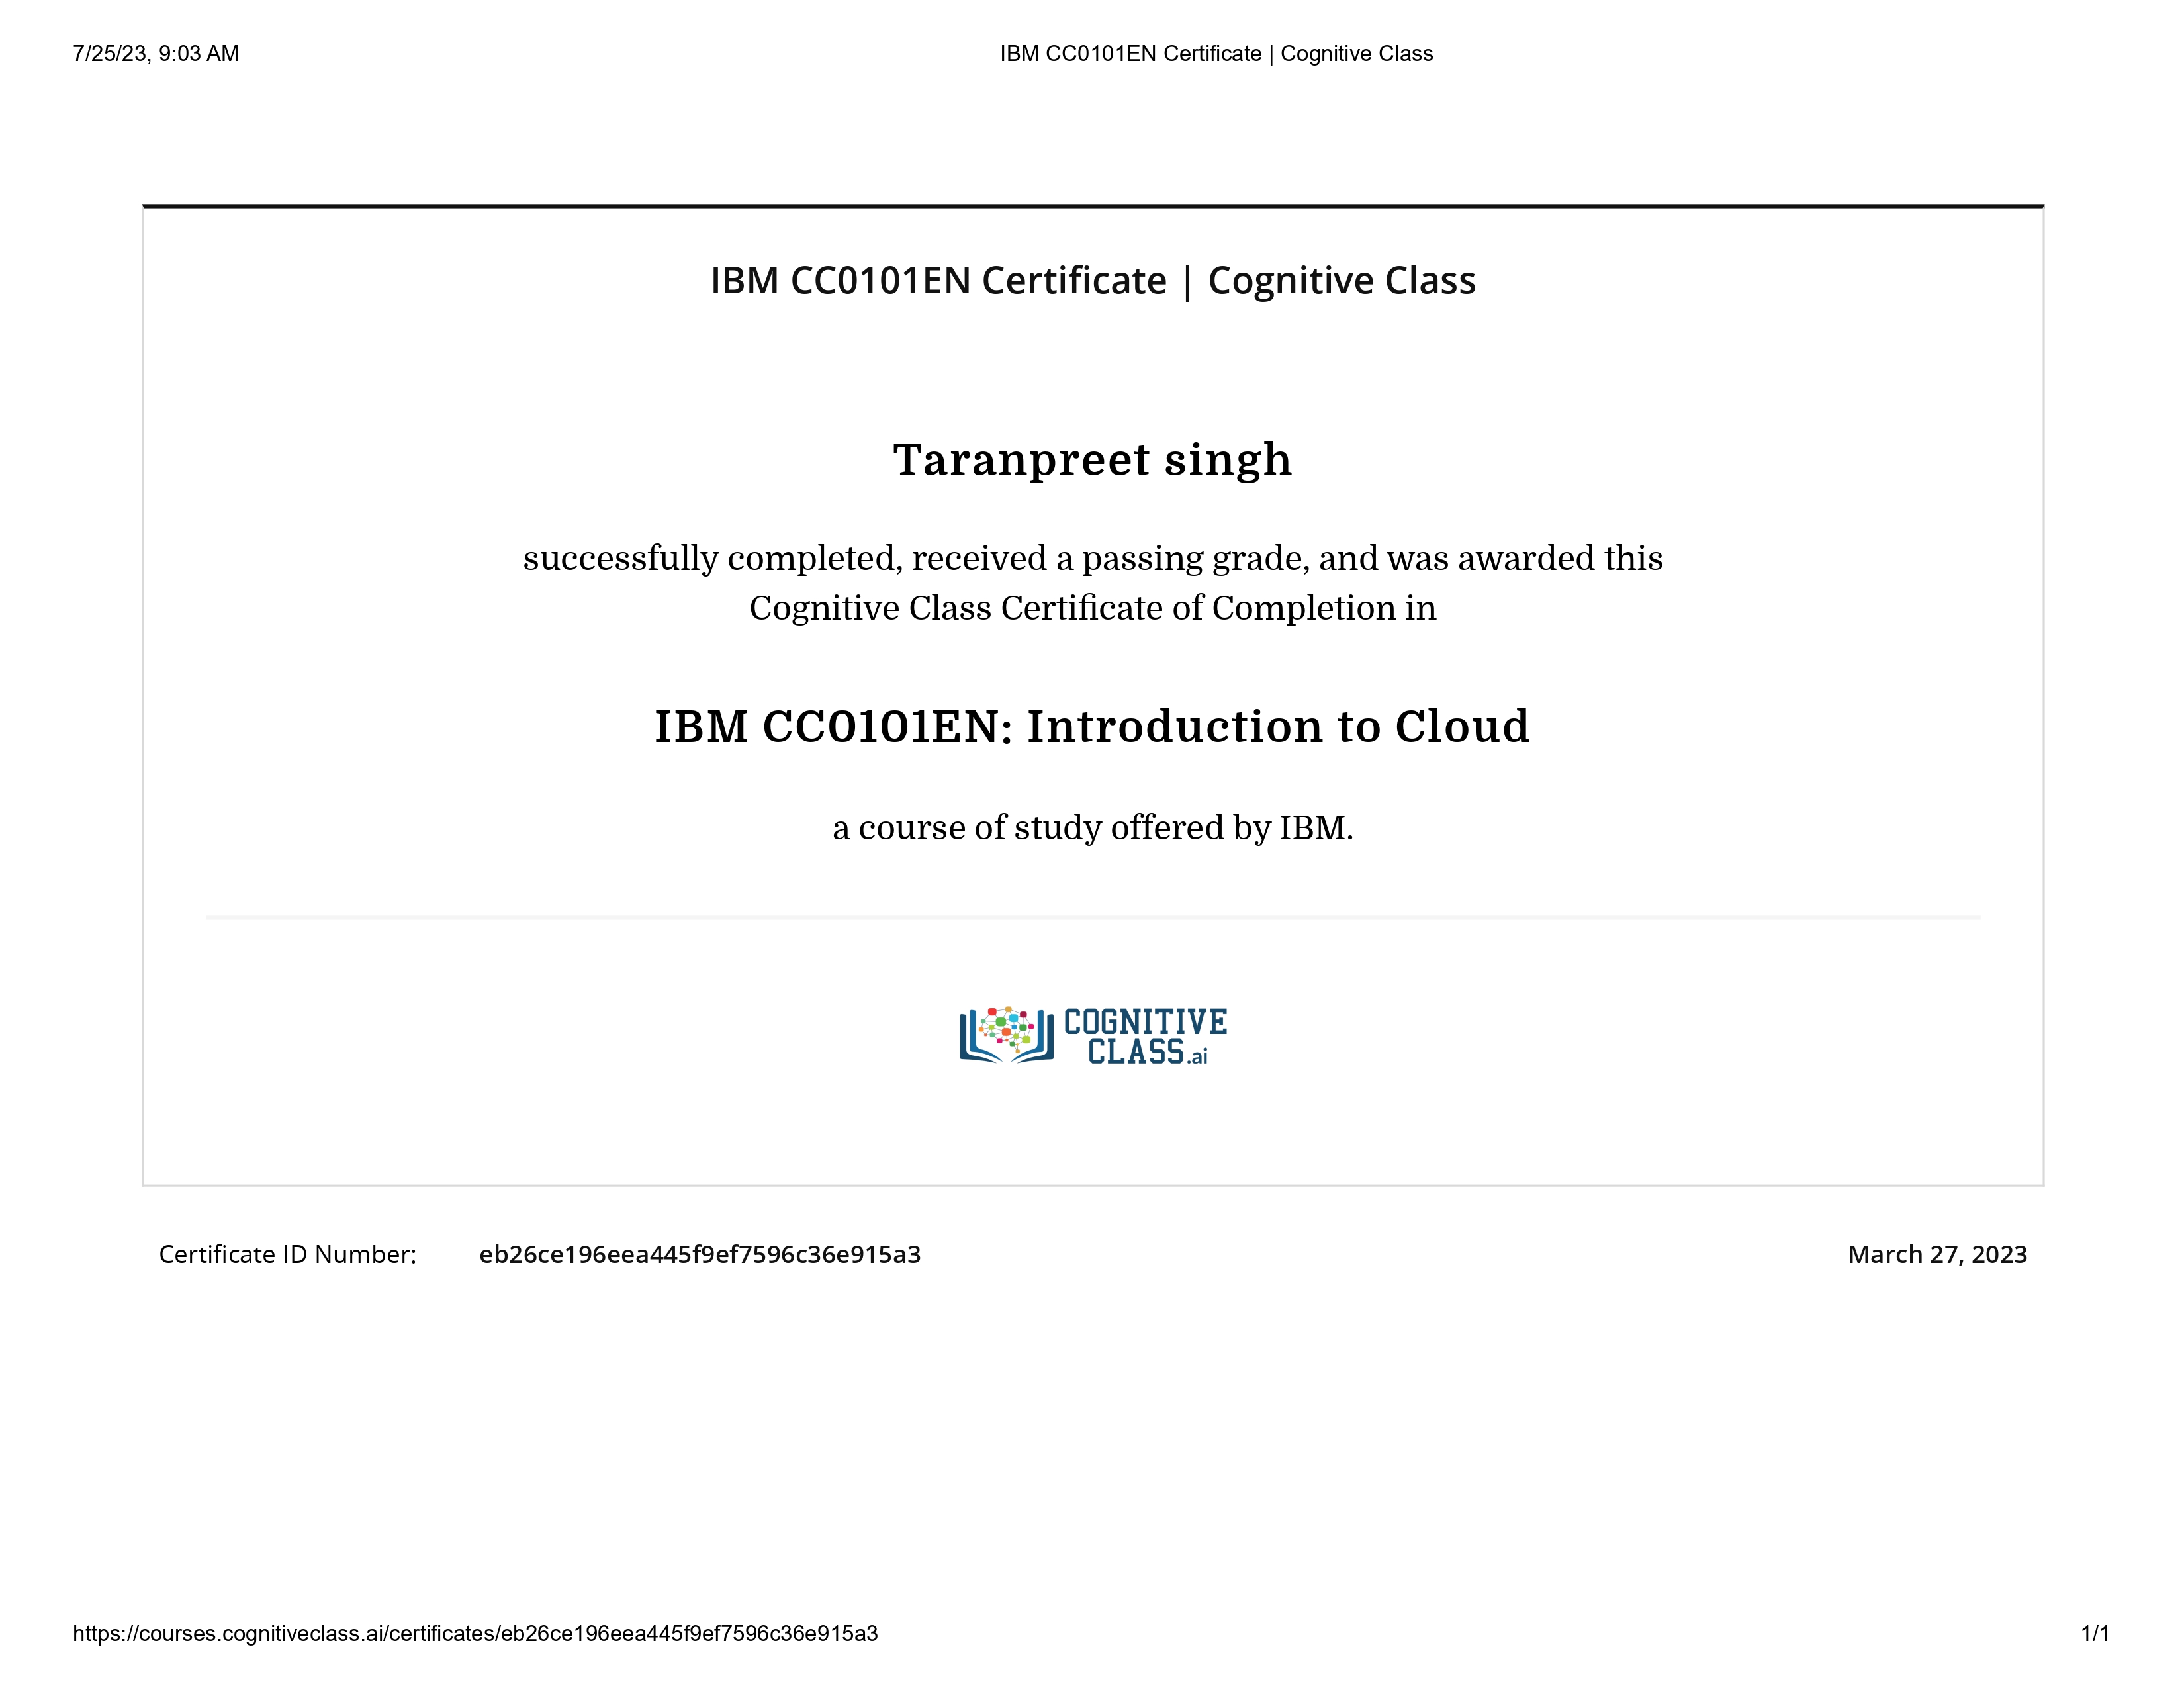 7/25/23, 9:03 AM
IBM CC0101EN Certificate | Cognitive Class
IBM CC0101EN Certificate | Cognitive Class
Taranpreet singh
successfully completed, received a passing grade, and was awarded this
Cognitive Class Certificate of Completion in
IBM CC0101EN: Introduction to Cloud
a course of study offered by IBM.
COGNITIVE
CLASS.ai
Certificate ID Number: eb26ce196eea445f9ef7596c36e915a3
March 27, 2023
https://courses.cognitiveclass.ai/certificates/eb26ce196eea445f9ef7596c36e915a3
1/1